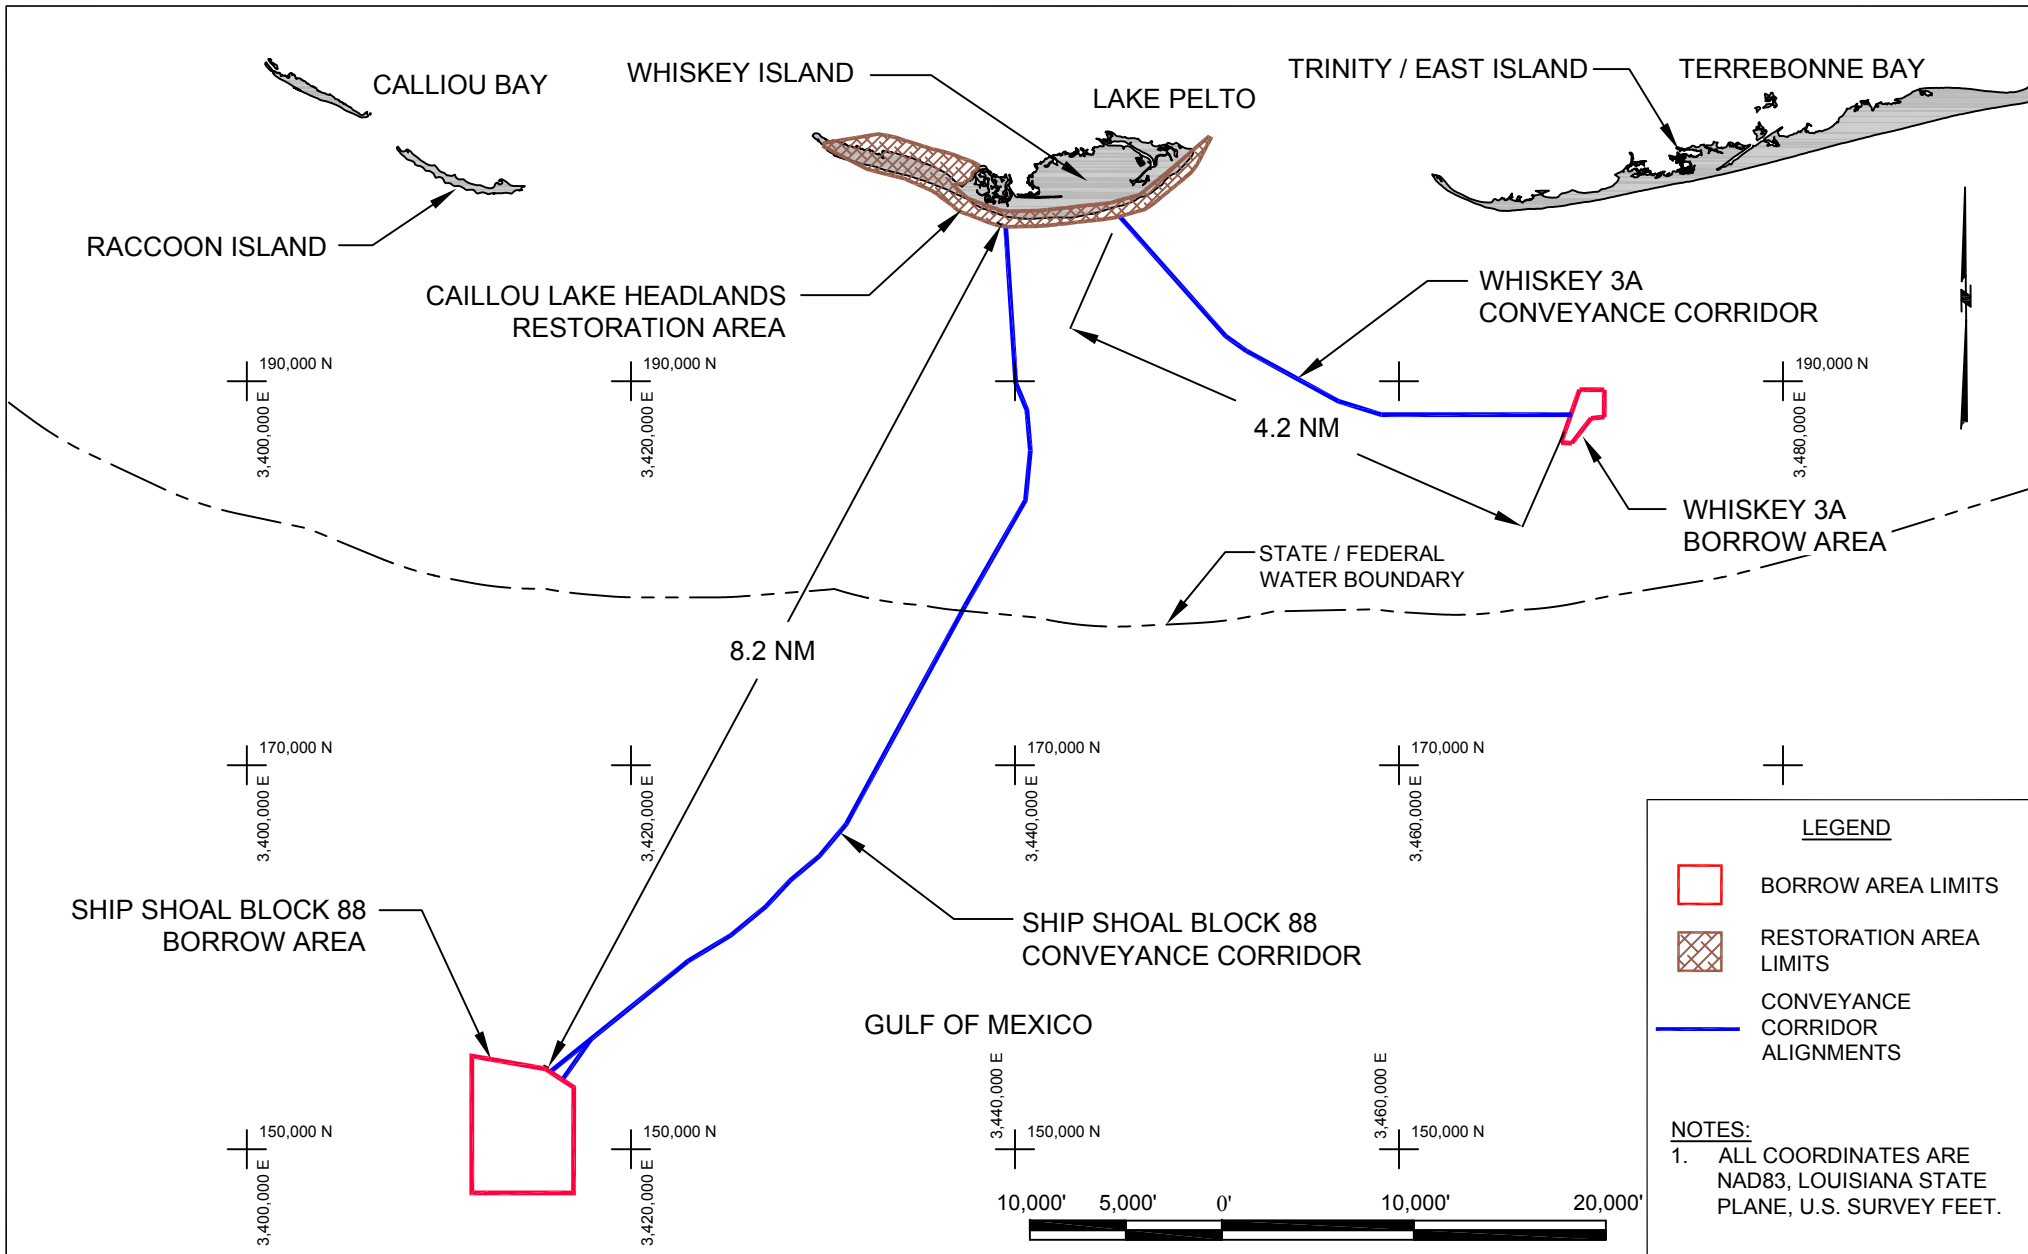 CALLIOU BAY
WHISKEY ISLAND
LAKE PELTO
TRINITY / EAST ISLAND
TERREBONNE BAY
RACCOON ISLAND
CAILLOU LAKE HEADLANDS
RESTORATION AREA
WHISKEY 3A
CONVEYANCE CORRIDOR
N
190,000 N
3,400,000 E
190,000 N
3,420,000 E
190,000 N
3,480,000 E
4.2 NM
WHISKEY 3A
BORROW AREA
STATE / FEDERAL
WATER BOUNDARY
8.2 NM
170,000 N
3,400,000 E
3,420,000 E
170,000 N
3,440,000 E
170,000 N
3,460,000 E
SHIP SHOAL BLOCK 88
BORROW AREA
SHIP SHOAL BLOCK 88
CONVEYANCE CORRIDOR
GULF OF MEXICO
150,000 N
3,400,000 E
150,000 N
3,420,000 E
3,440,000 E
150,000 N
3,460,000 E
150,000 N
10,000'
5,000'
0'
10,000'
20,000'
LEGEND
BORROW AREA LIMITS
RESTORATION AREA
LIMITS
CONVEYANCE
CORRIDOR
ALIGNMENTS
NOTES:
1. ALL COORDINATES ARE
NAD83, LOUISIANA STATE
PLANE, U.S. SURVEY FEET.